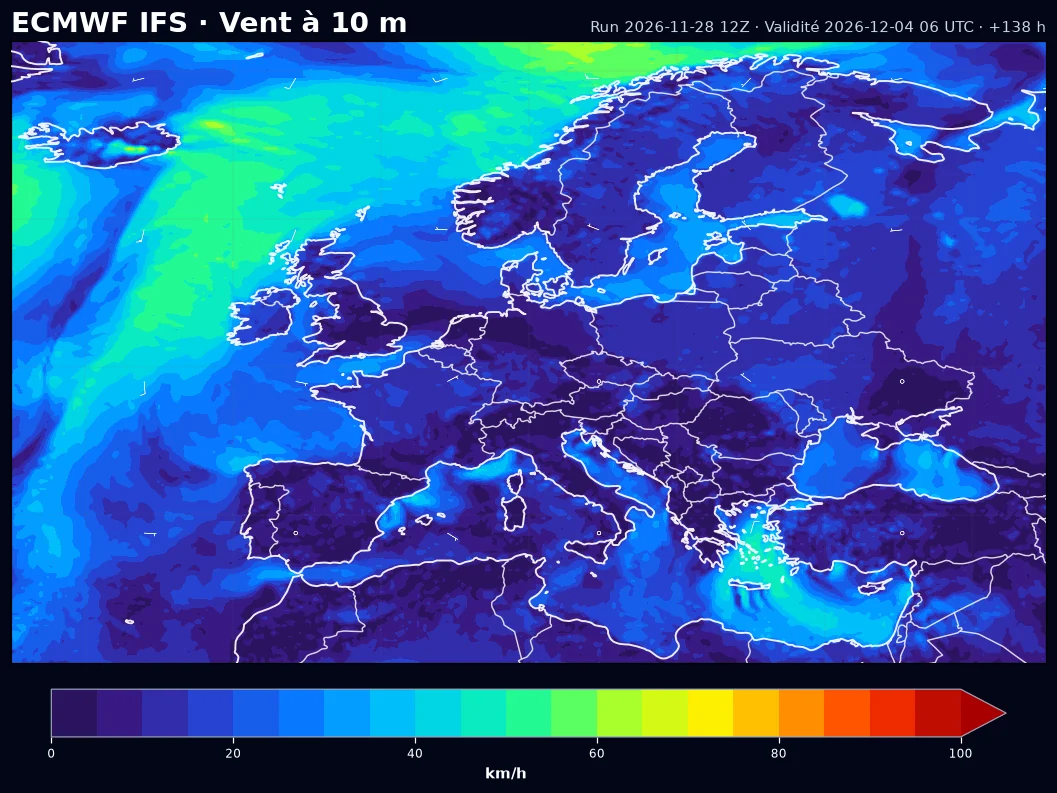 ECMWF IFS · Vent à 10 m
Run 2026-11-28 12Z · Validité 2026-12-04 06 UTC · +138 h
0 20 40 60 80 100
km/h